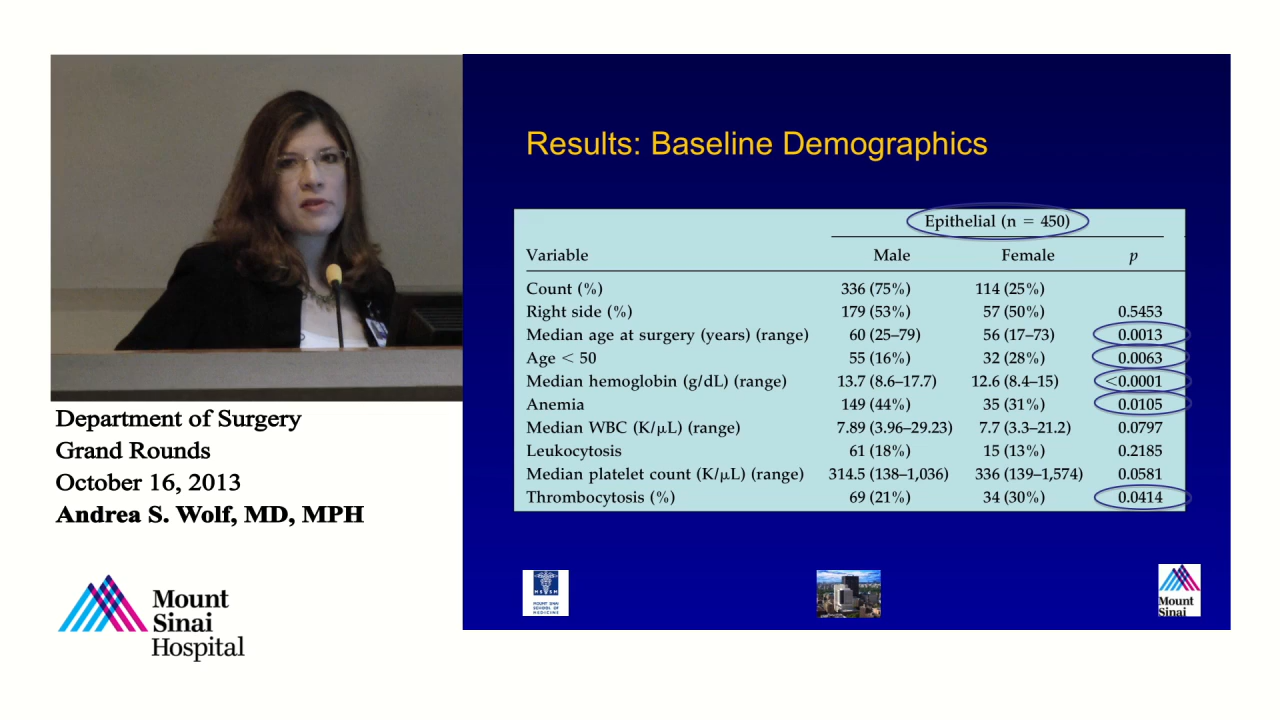 Results: Baseline Demographics
Epithelial (n = 450)
Variable Male Female p
Count (%) 336 (75%) 114 (25%)
Right side (%) 179 (53%) 57 (50%) 0.5453
Median age at surgery (years) (range) 60 (25–79) 56 (17–73) 0.0013
Age < 50 55 (16%) 32 (28%) 0.0063
Median hemoglobin (g/dL) (range) 13.7 (8.6–17.7) 12.6 (8.4–15) <0.0001
Anemia 149 (44%) 35 (31%) 0.0105
Median WBC (K/μL) (range) 7.89 (3.96–29.23) 7.7 (3.3–21.2) 0.0797
Leukocytosis 61 (18%) 15 (13%) 0.2185
Median platelet count (K/μL) (range) 314.5 (138–1,036) 336 (139–1,574) 0.0581
Thrombocytosis (%) 69 (21%) 34 (30%) 0.0414
Department of Surgery
Grand Rounds
October 16, 2013
Andrea S. Wolf, MD, MPH
Mount
Sinai
Hospital
MOUNT SINAI
SCHOOL OF
MEDICINE
Mount
Sinai